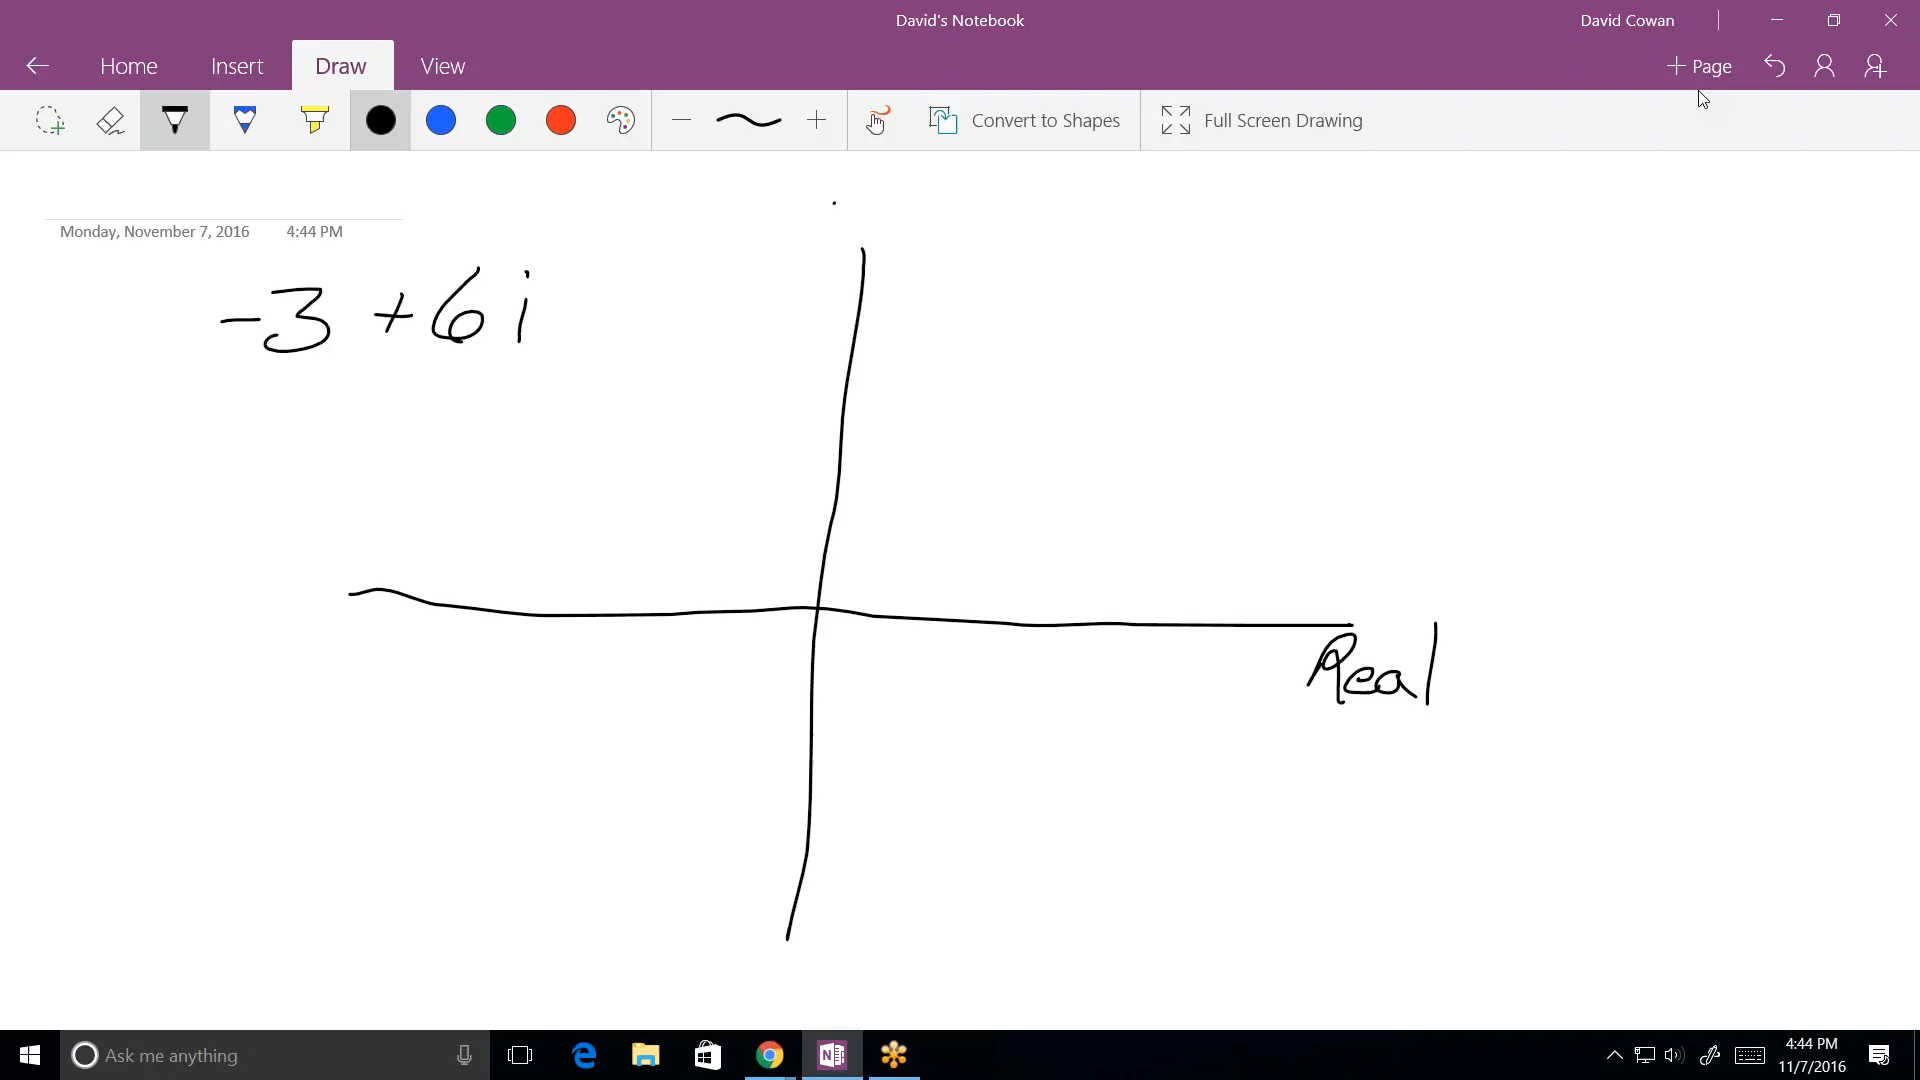 David's Notebook
David Cowan
Home Insert Draw View
Page
Convert to Shapes Full Screen Drawing
Monday, November 7, 2016 4:44 PM
-3 + 6i
Real
Ask me anything
4:44 PM
11/7/2016